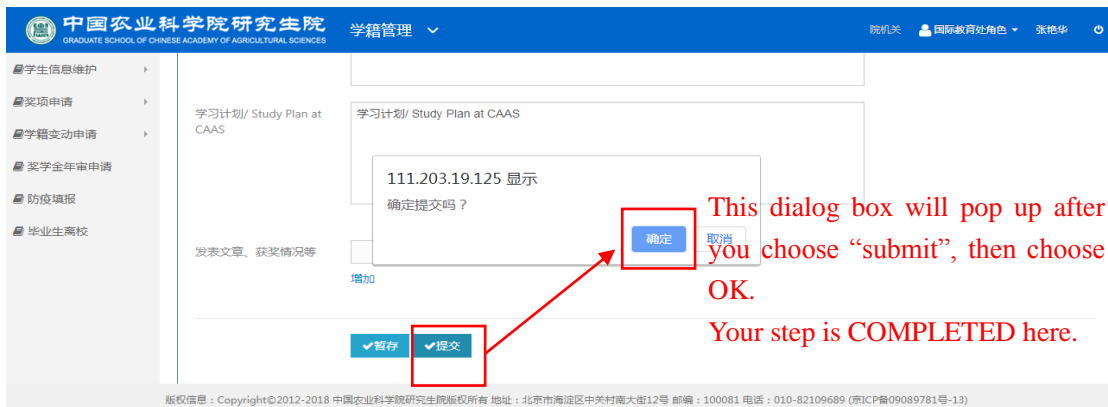 中国农业科学院研究生院
GRADUATE SCHOOL OF CHINESE ACADEMY OF AGRICULTURAL SCIENCES
学籍管理
院机关
国际教育处角色
张艳华
学生信息维护
奖项申请
学籍变动申请
奖学金年审申请
防疫填报
毕业生离校
学习计划/ Study Plan at
CAAS
学习计划/ Study Plan at CAAS
111.203.19.125 显示
确定提交吗？
确定
取消
This dialog box will pop up after
you choose “submit”, then choose
OK.
Your step is COMPLETED here.
发表文章、获奖情况等
增加
暂存
提交
版权信息：Copyright©2012-2018 中国农业科学院研究生院版权所有 地址：北京市海淀区中关村南大街12号 邮编：100081 电话：010-82109689 (京ICP备09089781号-13)